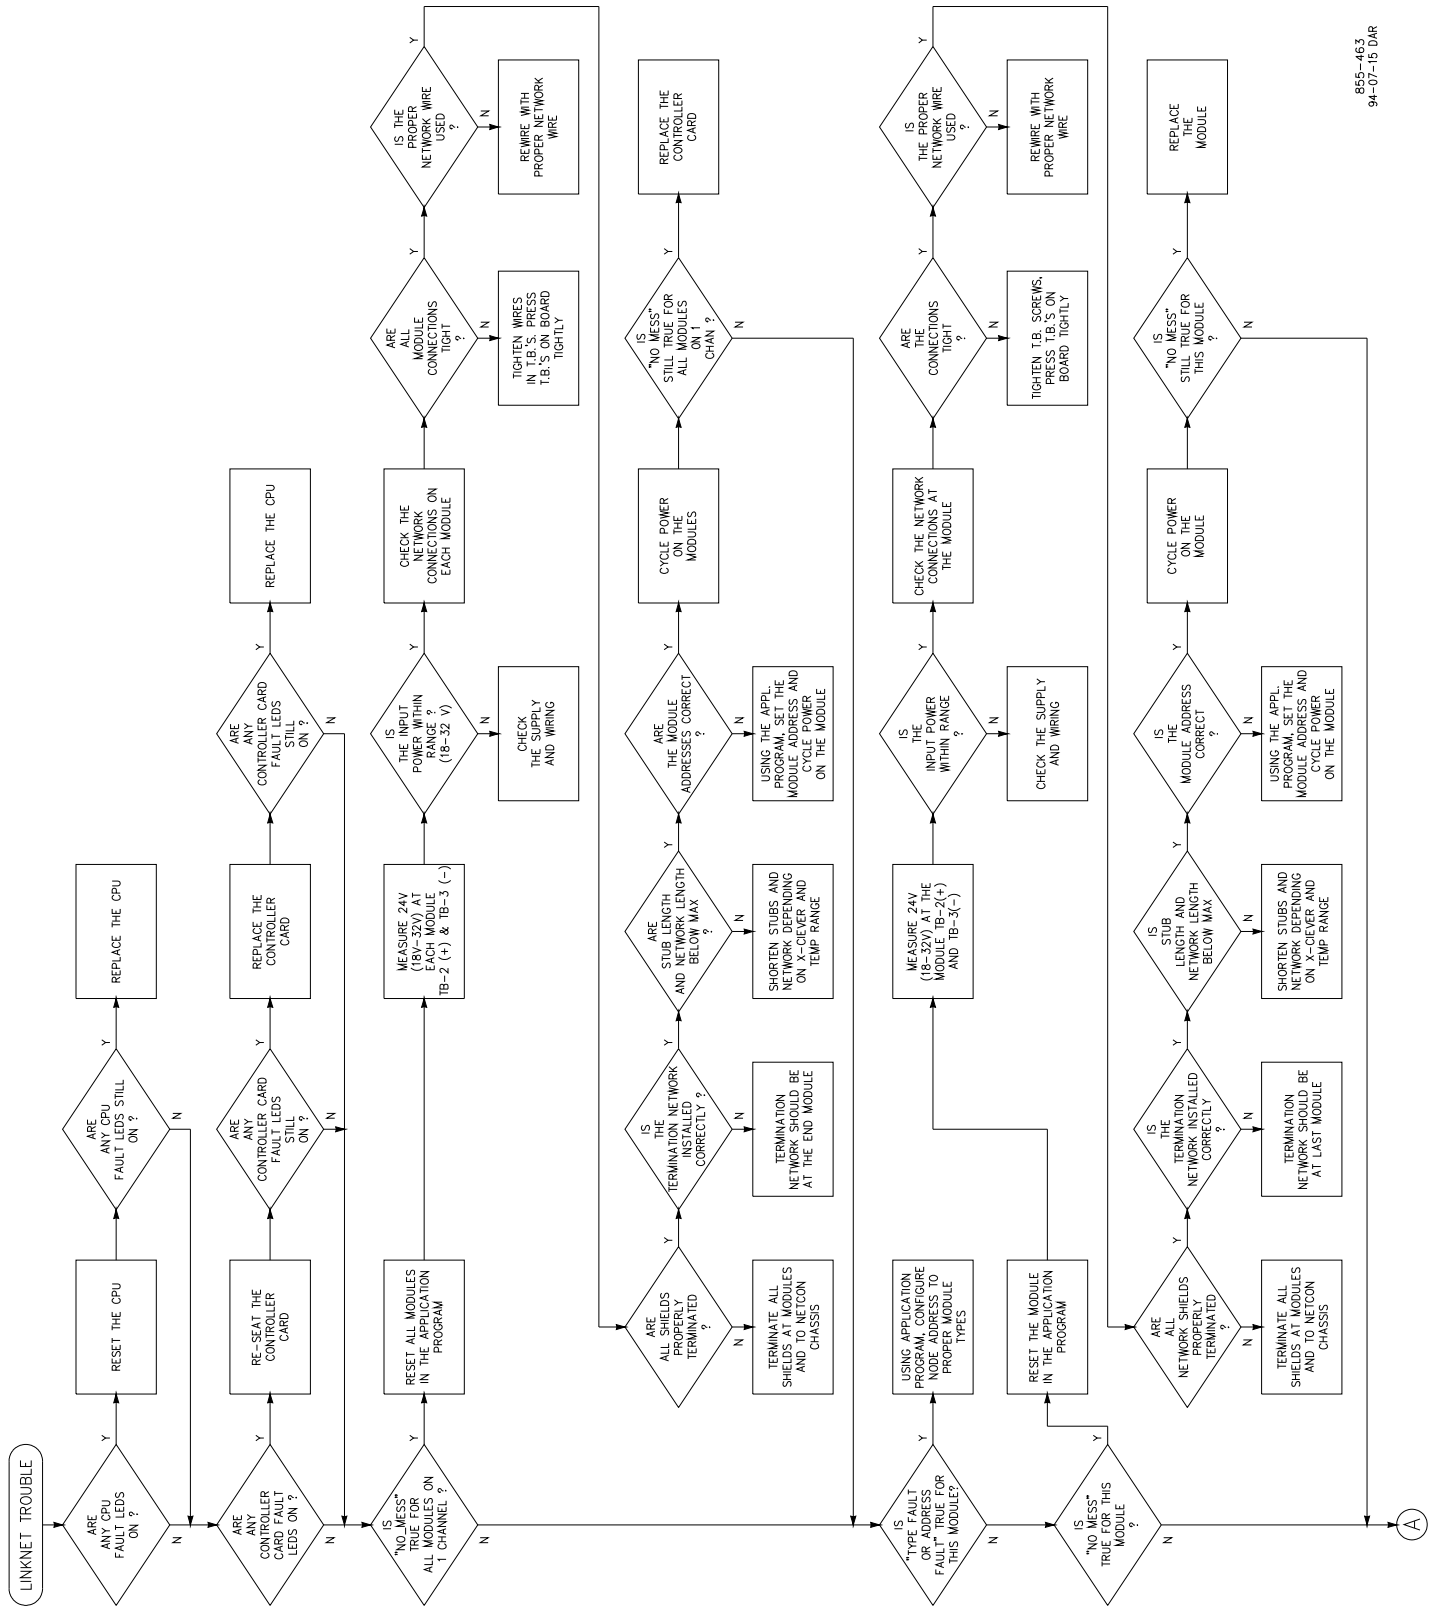 LINKNET TROUBLE
ARE
ANY CPU
FAULT LEDS
ON ?
Y
N
RESET THE CPU
ARE
ANY CPU
FAULT LEDS STILL
ON ?
Y
N
REPLACE THE CPU
ARE
ANY
CONTROLLER
CARD FAULT
LEDS ON ?
Y
N
RE-SEAT THE
CONTROLLER
CARD
ARE
ANY
CONTROLLER CARD
FAULT LEDS
STILL
ON ?
Y
N
REPLACE THE
CONTROLLER
CARD
ARE
ANY
CONTROLLER CARD
FAULT LEDS
STILL
ON ?
Y
N
REPLACE THE CPU
IS
"NO_MESS"
TRUE FOR
ALL MODULES ON
1 CHANNEL ?
Y
N
RESET ALL MODULES
IN THE APPLICATION
PROGRAM
MEASURE 24V
(18V-32V) AT
EACH MODULE
TB-2 (+) & TB-3 (-)
IS
THE INPUT
POWER WITHIN
RANGE ?
(18-32 V)
Y
N
CHECK
THE SUPPLY
AND WIRING
CHECK THE
NETWORK
CONNECTIONS ON
EACH MODULE
ARE
ALL
MODULE
CONNECTIONS
TIGHT
?
Y
N
TIGHTEN WIRES
IN T.B.'S. PRESS
T.B.'S ON BOARD
TIGHTLY
IS THE
PROPER
NETWORK WIRE
USED
?
Y
N
REWIRE WITH
PROPER NETWORK
WIRE
ARE
ALL SHIELDS
PROPERLY
TERMINATED
?
Y
N
TERMINATE ALL
SHIELDS AT MODULES
AND TO NETCON
CHASSIS
IS
THE
TERMINATION NETWORK
INSTALLED
CORRECTLY ?
Y
N
TERMINATION
NETWORK SHOULD BE
AT THE END MODULE
ARE
STUB LENGTH
AND NETWORK LENGTH
BELOW MAX
?
Y
N
SHORTEN STUBS AND
NETWORK DEPENDING
ON X-CIEVER AND
TEMP RANGE
ARE
THE MODULE
ADDRESSES CORRECT
?
Y
N
USING THE APPL.
PROGRAM, SET THE
MODULE ADDRESS AND
CYCLE POWER
ON THE MODULE
CYCLE POWER
ON THE
MODULES
IS
"NO MESS"
STILL TRUE FOR
ALL MODULES
ON 1
CHAN ?
Y
N
REPLACE THE
CONTROLLER
CARD
IS
"TYPE FAULT
OR ADDRESS
FAULT" TRUE FOR
THIS MODULE?
Y
N
USING APPLICATION
PROGRAM, CONFIGURE
NODE ADDRESS TO
PROPER MODULE
TYPES
IS
"NO MESS"
TRUE FOR THIS
MODULE
?
Y
N
RESET THE MODULE
IN THE APPLICATION
PROGRAM
MEASURE 24V
(18-32V) AT THE
MODULE TB-2(+)
AND TB-3(-)
IS
THE
INPUT POWER
WITHIN RANGE
?
Y
N
CHECK THE SUPPLY
AND WIRING
CHECK THE NETWORK
CONNECTIONS AT
THE MODULE
ARE
THE
CONNECTIONS
TIGHT
?
Y
N
TIGHTEN T.B. SCREWS,
PRESS T.B.'S ON
BOARD TIGHTLY
IS
THE PROPER
NETWORK WIRE
USED
?
Y
N
REWIRE WITH
PROPER NETWORK
WIRE
ARE
ALL
NETWORK SHIELDS
PROPERLY
TERMINATED
?
Y
N
TERMINATE ALL
SHIELDS AT MODULES
AND TO NETCON
CHASSIS
IS
THE
TERMINATION
NETWORK INSTALLED
CORRECTLY
?
Y
N
TERMINATION
NETWORK SHOULD BE
AT LAST MODULE
IS
STUB
LENGTH AND
NETWORK LENGTH
BELOW MAX
?
Y
N
SHORTEN STUBS AND
NETWORK DEPENDING
ON X-CIEVER AND
TEMP RANGE
IS
THE
MODULE ADDRESS
CORRECT
?
Y
N
USING THE APPL.
PROGRAM, SET THE
MODULE ADDRESS AND
CYCLE POWER
ON THE MODULE
CYCLE POWER
ON THE
MODULE
IS
"NO MESS"
STILL TRUE FOR
THIS MODULE
?
Y
N
REPLACE
THE
MODULE
A
855-463
94-07-15 DAR